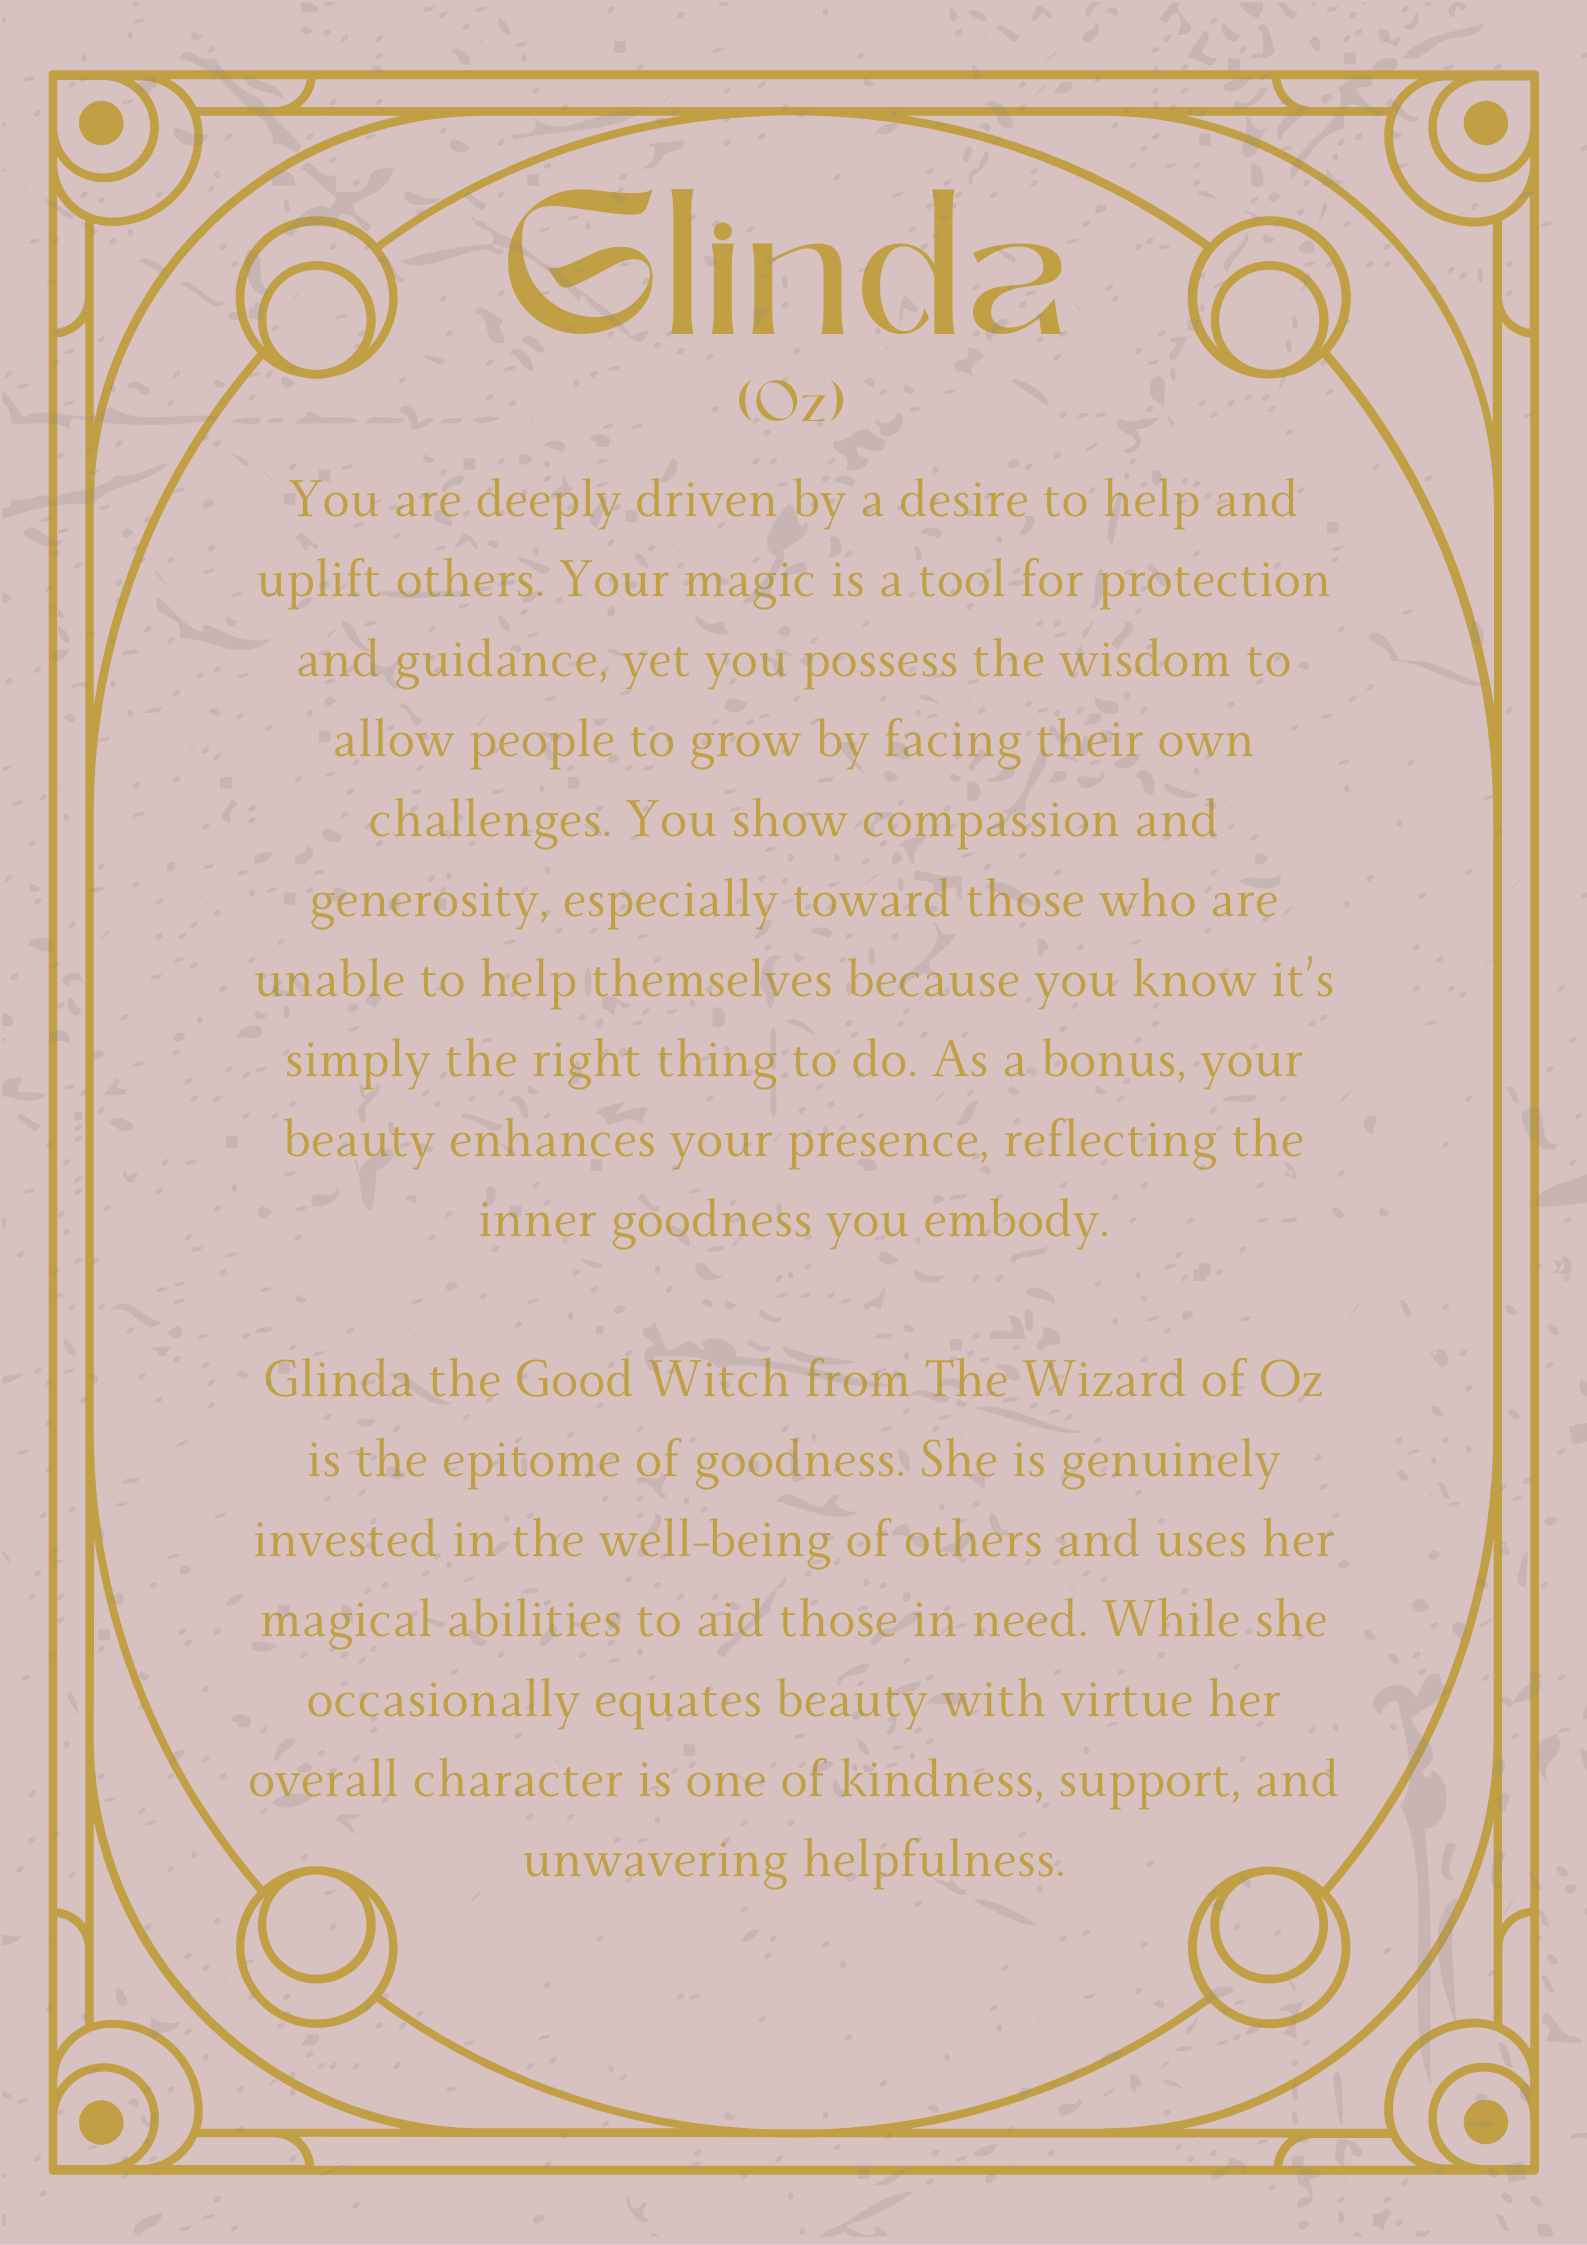 Glinda
(Oz)
You are deeply driven by a desire to help and
uplift others. Your magic is a tool for protection
and guidance, yet you possess the wisdom to
allow people to grow by facing their own
challenges. You show compassion and
generosity, especially toward those who are
unable to help themselves because you know it’s
simply the right thing to do. As a bonus, your
beauty enhances your presence, reflecting the
inner goodness you embody.
Glinda the Good Witch from The Wizard of Oz
is the epitome of goodness. She is genuinely
invested in the well-being of others and uses her
magical abilities to aid those in need. While she
occasionally equates beauty with virtue her
overall character is one of kindness, support, and
unwavering helpfulness.